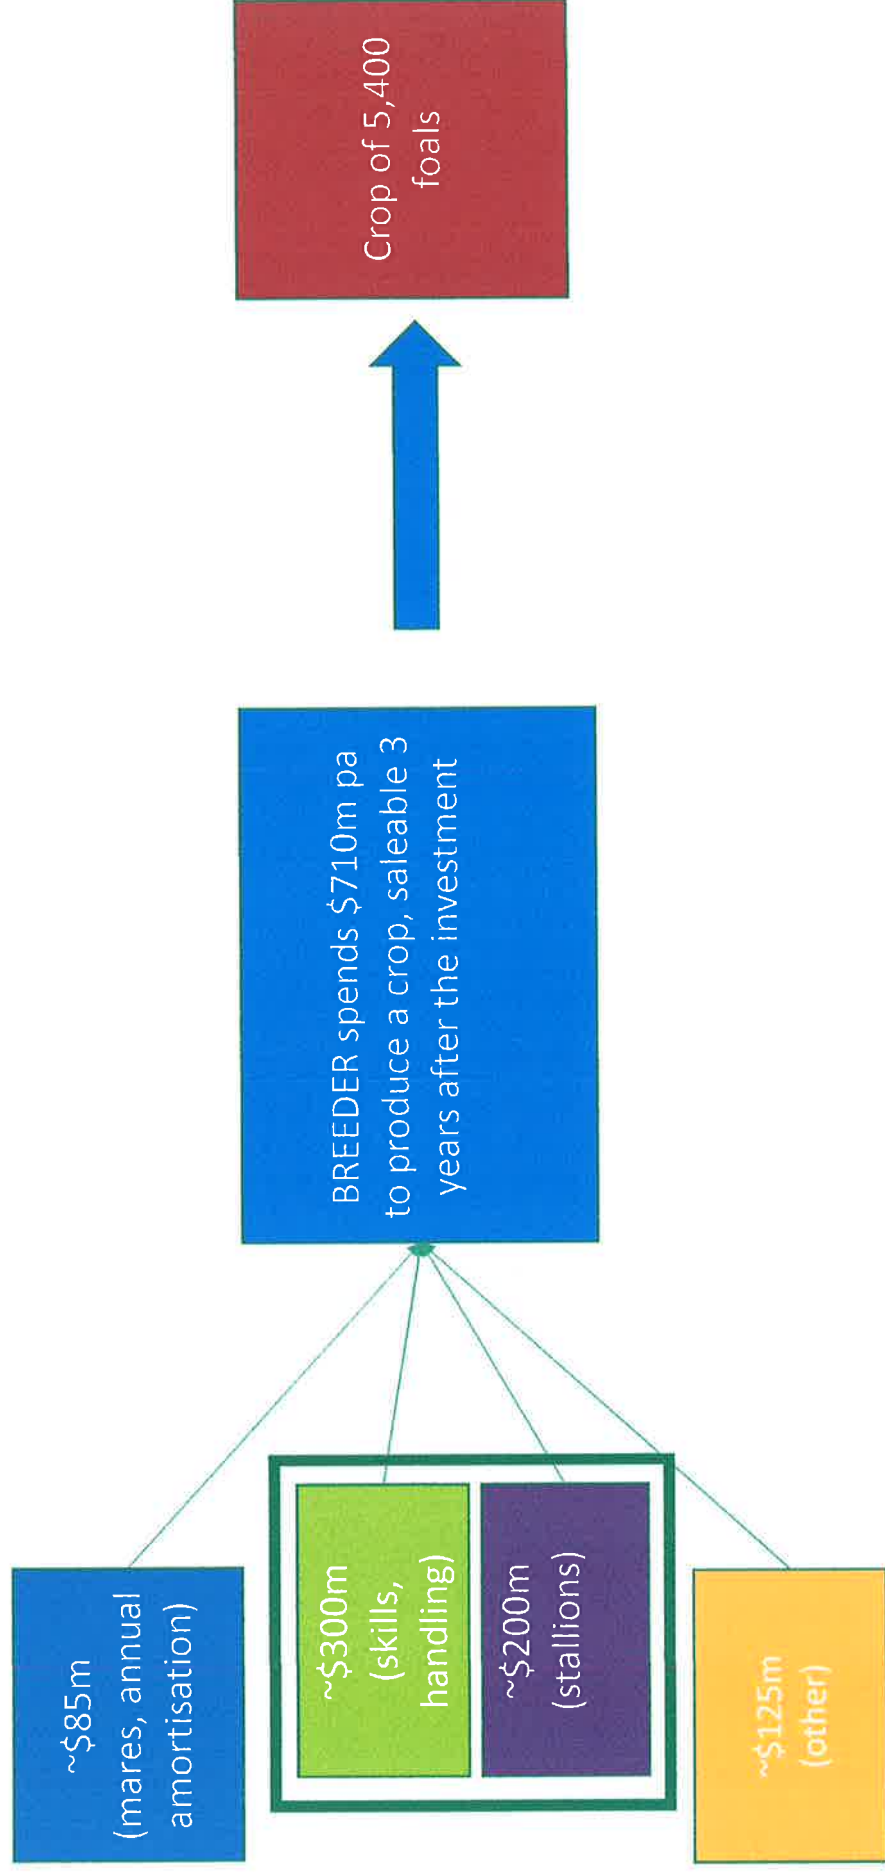 ~$85m
(mares, annual
amortisation)
~$300m
(skills,
handling)
~$200m
(stallions)
~$125m
(other)
BREEDER spends $710m pa
to produce a crop, saleable 3
years after the investment
Crop of 5,400
foals